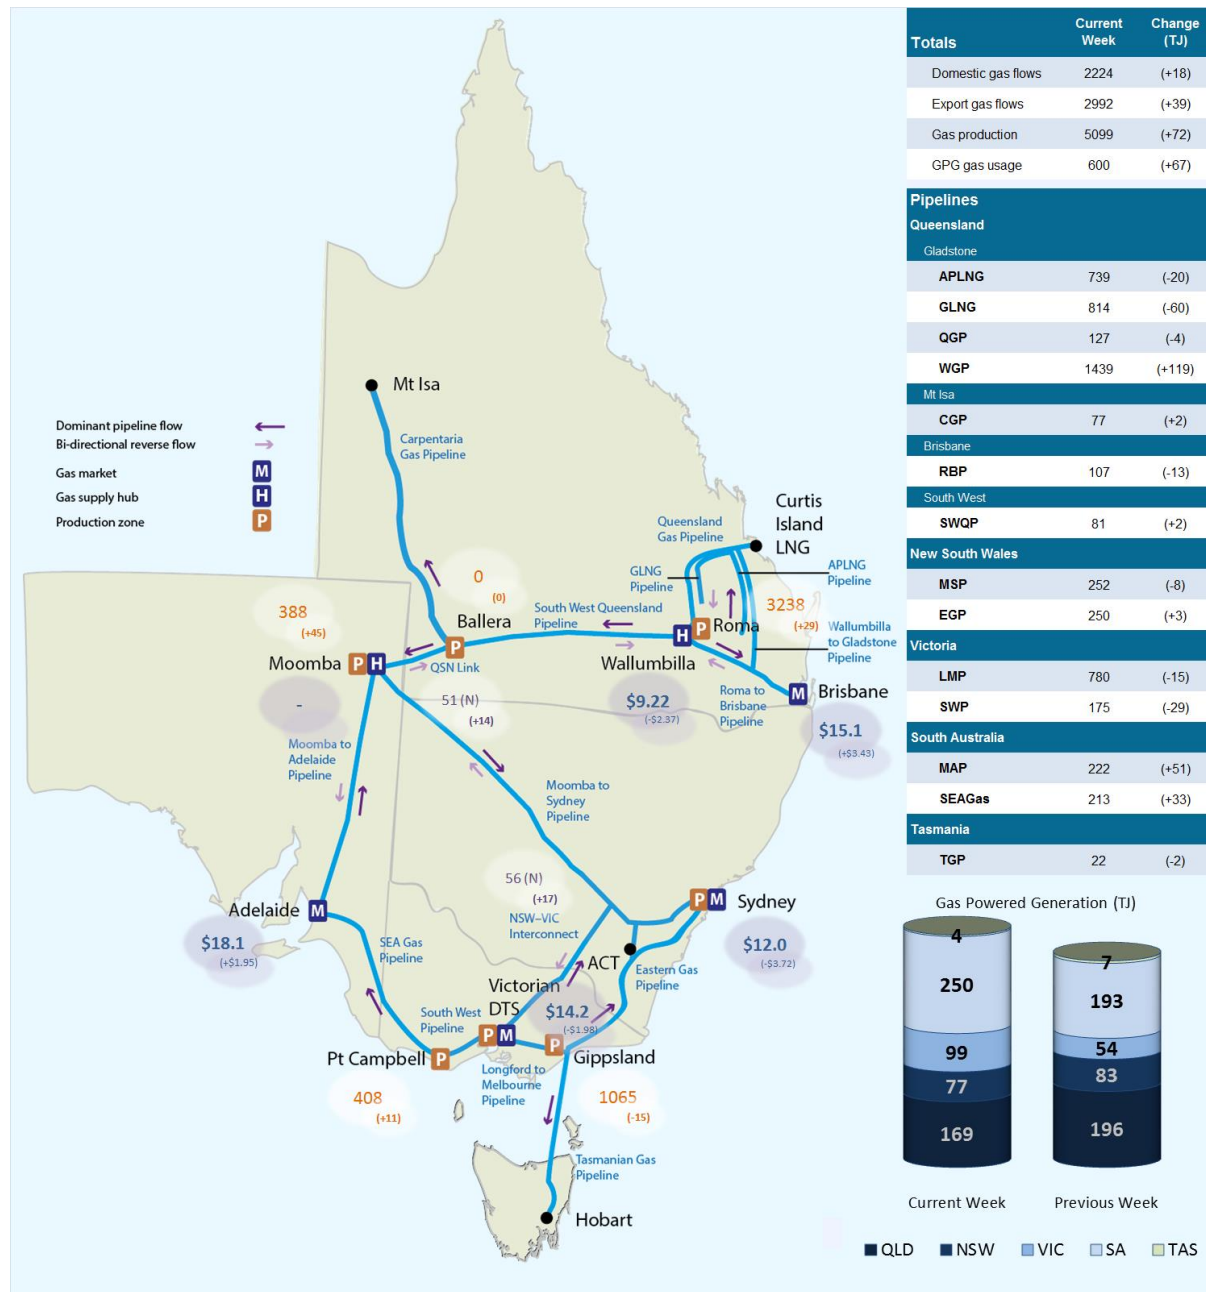 Totals Current Week Change (TJ)
Domestic gas flows 2224 (+18)
Export gas flows 2992 (+39)
Gas production 5099 (+72)
GPG gas usage 600 (+67)
Pipelines
Queensland
Gladstone
APLNG 739 (-20)
GLNG 814 (-60)
QGP 127 (-4)
WGP 1439 (+119)
Mt Isa
CGP 77 (+2)
Brisbane
RBP 107 (-13)
South West
SWQP 81 (+2)
New South Wales
MSP 252 (-8)
EGP 250 (+3)
Victoria
LMP 780 (-15)
SWP 175 (-29)
South Australia
MAP 222 (+51)
SEAGas 213 (+33)
Tasmania
TGP 22 (-2)
Gas Powered Generation (TJ)
4
250
99
77
169
7
193
54
83
196
Current Week
Previous Week
QLD NSW VIC SA TAS
Dominant pipeline flow
Bi-directional reverse flow
Gas market M
Gas supply hub H
Production zone P
Mt Isa
Carpentaria
Gas Pipeline
Curtis
Island
LNG
Queensland
Gas Pipeline
GLNG
Pipeline
APLNG
Pipeline
0
(0)
388
(+45)
Ballera
P
South West Queensland
Pipeline
3238
(+29)
P Roma
H
Wallumbilla
Wallumbilla
to Gladstone
Pipeline
Moomba P H
QSN Link
-
51 (N)
(+14)
$9.22
(-$2.37)
Roma to
Brisbane
Pipeline
M Brisbane
$15.1
(+$3.43)
Moomba to
Adelaide
Pipeline
Moomba to
Sydney
Pipeline
56 (N)
(+17)
NSW–VIC
Interconnect
P M Sydney
$12.0
(-$3.72)
Adelaide M
$18.1
(+$1.95)
SEA Gas
Pipeline
ACT
Eastern Gas
Pipeline
Victorian
DTS
P M
$14.2
(-$1.98)
South West
Pipeline
Pt Campbell P
408
(+11)
Longford to
Melbourne
Pipeline
P
Gippsland
1065
(-15)
Tasmanian Gas
Pipeline
Hobart